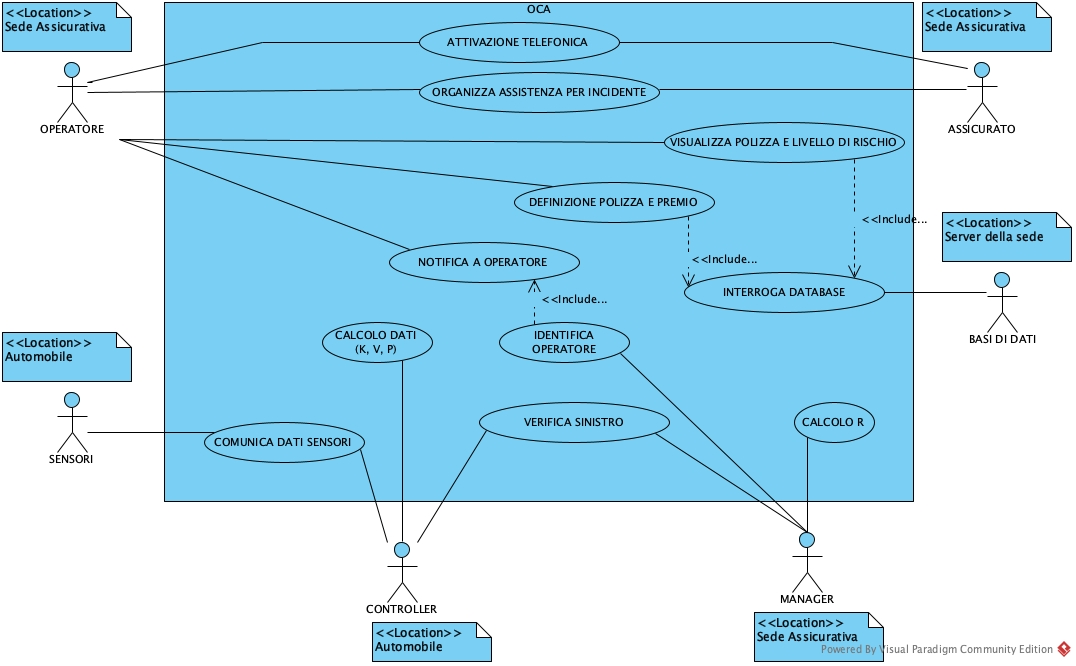 OCA
<<Location>>
Sede Assicurativa
<<Location>>
Sede Assicurativa
ATTIVAZIONE TELEFONICA
ORGANIZZA ASSISTENZA PER INCIDENTE
OPERATORE
ASSICURATO
VISUALIZZA POLIZZA E LIVELLO DI RISCHIO
DEFINIZIONE POLIZZA E PREMIO
<<Include...
<<Location>>
Server della sede
NOTIFICA A OPERATORE
<<Include...
INTERROGA DATABASE
<<Include...
BASI DI DATI
CALCOLO DATI
(K, V, P)
IDENTIFICA
OPERATORE
<<Location>>
Automobile
VERIFICA SINISTRO
CALCOLO R
COMUNICA DATI SENSORI
SENSORI
CONTROLLER
MANAGER
<<Location>>
Automobile
<<Location>>
Sede Assicurativa
Powered By Visual Paradigm Community Edition